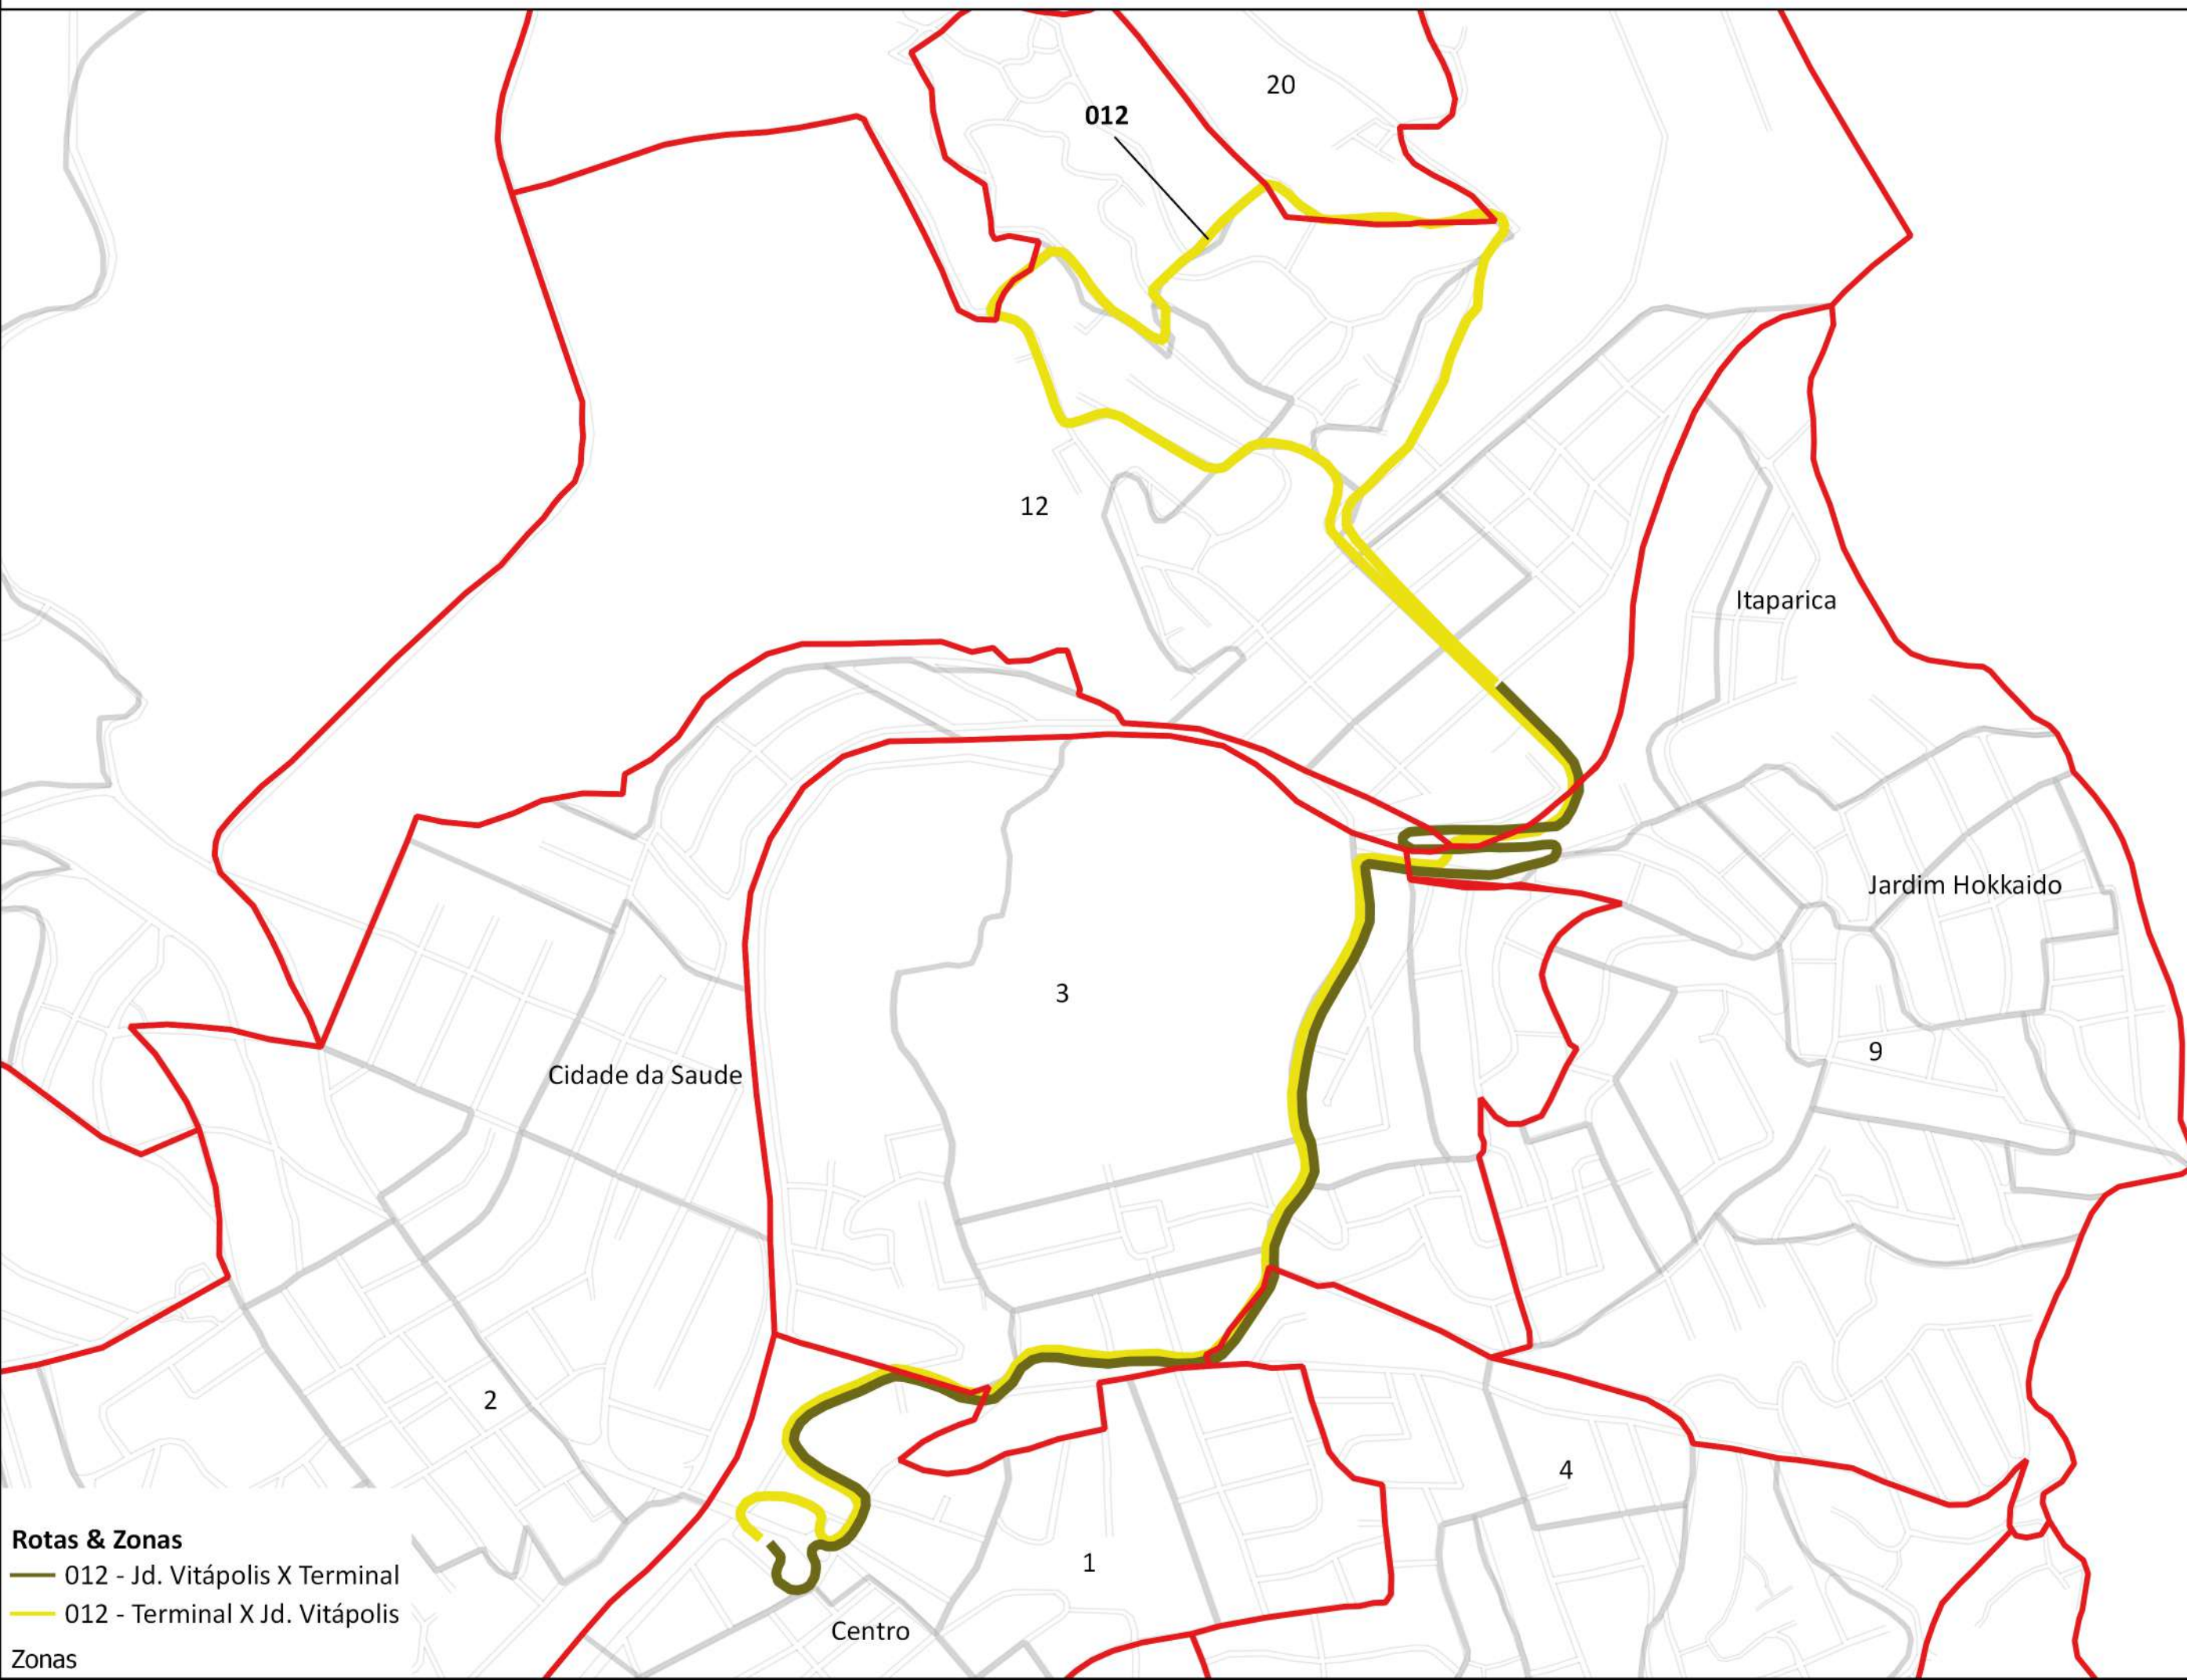 20
012
12
Itaparica
Jardim Hokkaido
3
9
Cidade da Saude
2
4
1
Centro
Rotas & Zonas
012 - Jd. Vitápolis X Terminal
012 - Terminal X Jd. Vitápolis
Zonas